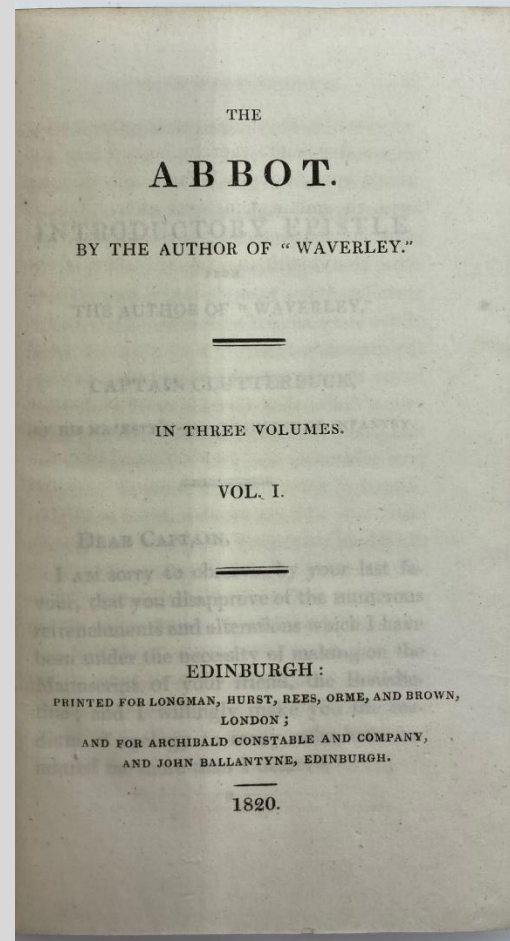 THE
ABBOT.
BY THE AUTHOR OF “ WAVERLEY.”
IN THREE VOLUMES.
VOL. I.
EDINBURGH :
PRINTED FOR LONGMAN, HURST, REES, ORME, AND BROWN,
LONDON ;
AND FOR ARCHIBALD CONSTABLE AND COMPANY,
AND JOHN BALLANTYNE, EDINBURGH.
1820.